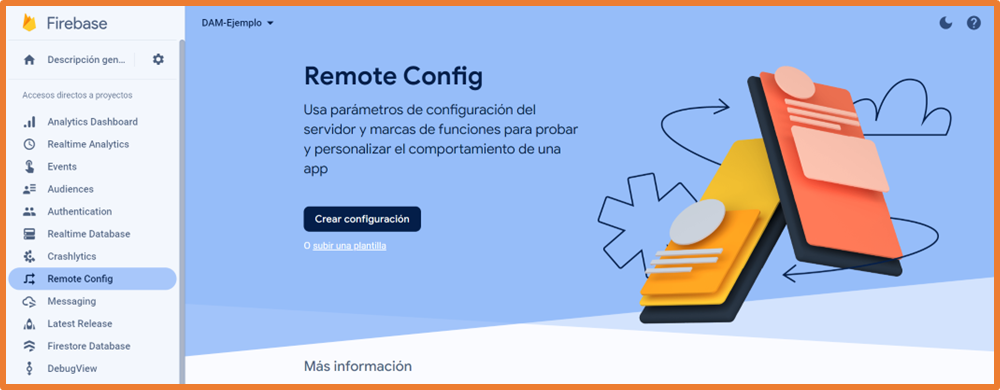 Firebase
DAM-Ejemplo
Descripción gen...
Accesos directos a proyectos
Analytics Dashboard
Realtime Analytics
Events
Audiences
Authentication
Realtime Database
Crashlytics
Remote Config
Messaging
Latest Release
Firestore Database
DebugView
Remote Config
Usa parámetros de configuración del
servidor y marcas de funciones para probar
y personalizar el comportamiento de una
app
Crear configuración
O subir una plantilla
Más información